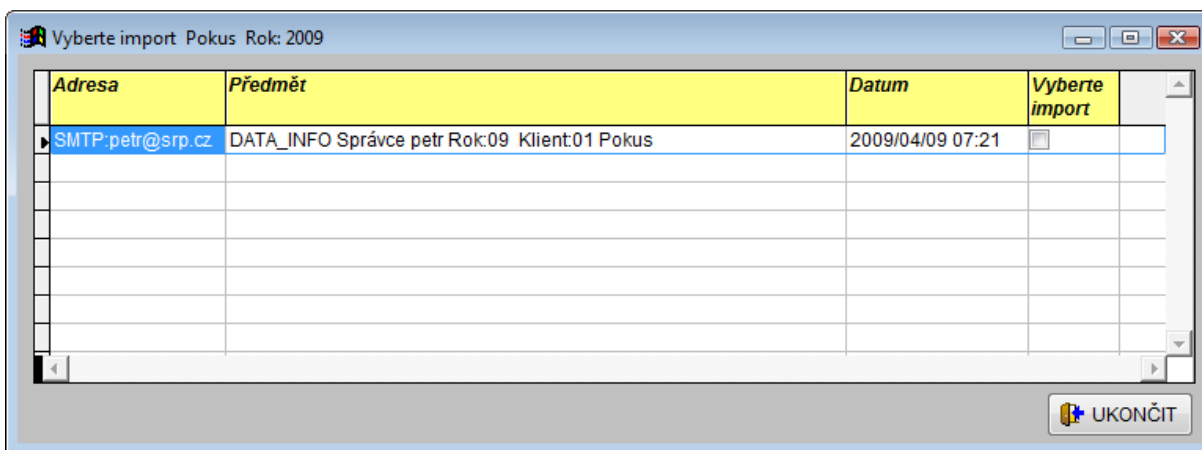 Vyberte import Pokus Rok: 2009
Adresa Předmět Datum Vyberte import
SMTP:petr@srp.cz DATA_INFO Správce petr Rok:09 Klient:01 Pokus 2009/04/09 07:21
UKONČIT